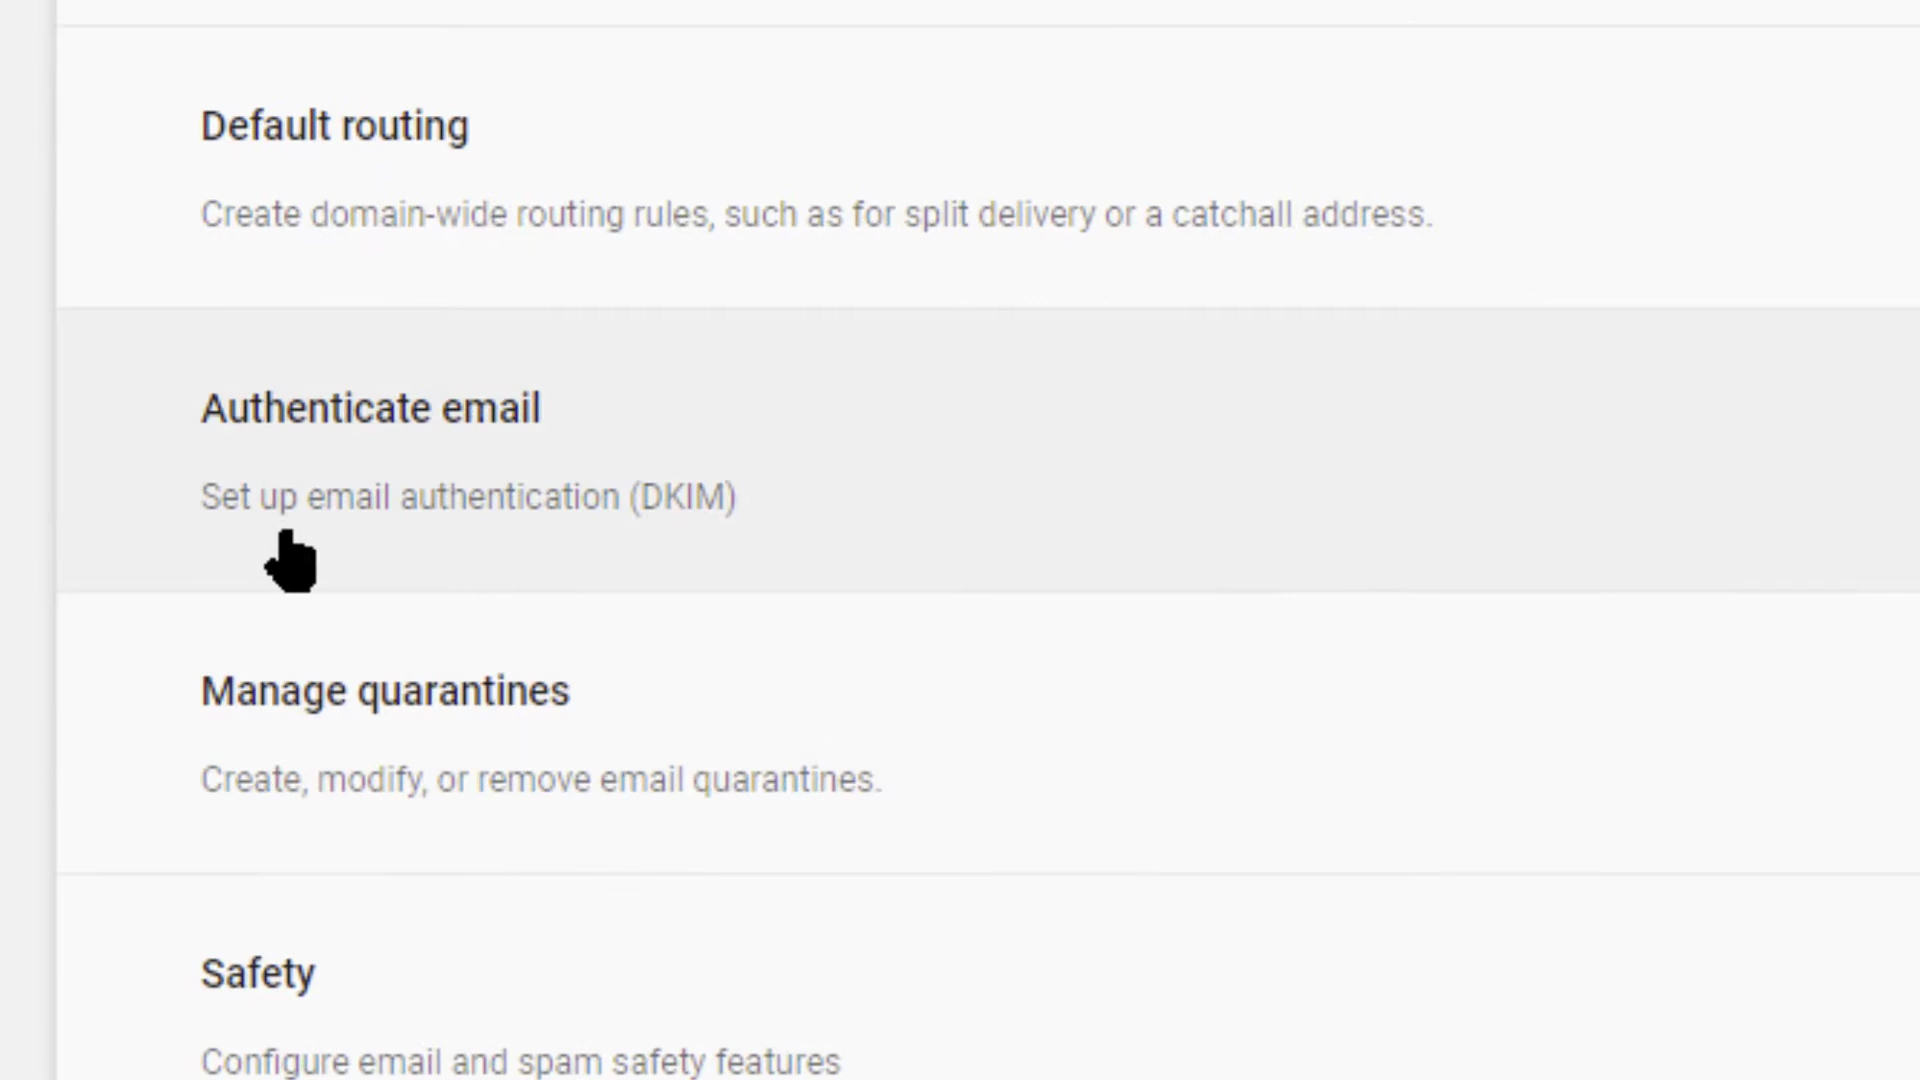 Default routing
Create domain-wide routing rules, such as for split delivery or a catchall address.
Authenticate email
Set up email authentication (DKIM)
Manage quarantines
Create, modify, or remove email quarantines.
Safety
Configure email and spam safety features